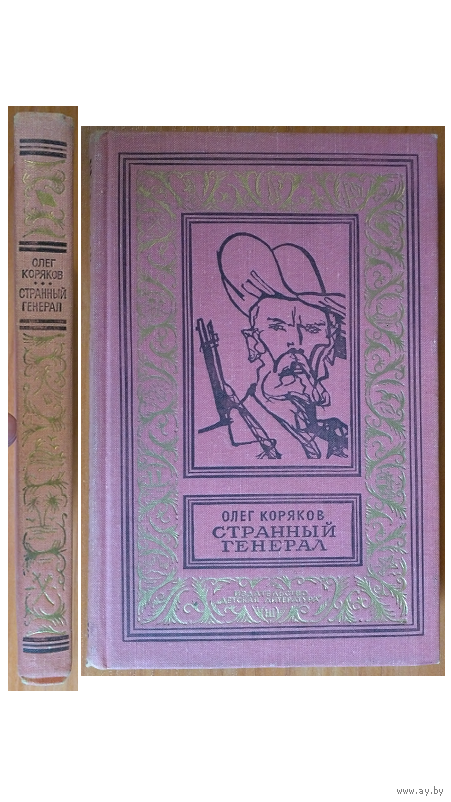 ОЛЕГ
КОРЯКОВ
СТРАННЫЙ
ГЕНЕРАЛ
ОЛЕГ КОРЯКОВ
СТРАННЫЙ
ГЕНЕРАЛ
ИЗДАТЕЛЬСТВО
ДЕТСКАЯ ЛИТЕРАТУРА
www.ay.by